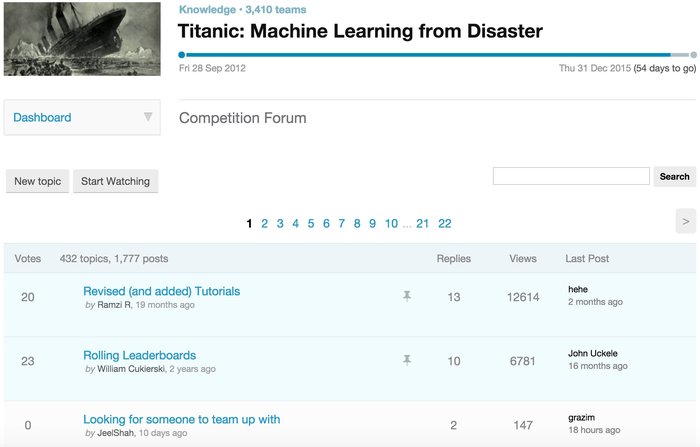 Knowledge • 3,410 teams
Titanic: Machine Learning from Disaster
Fri 28 Sep 2012 Thu 31 Dec 2015 (54 days to go)
Dashboard
Competition Forum
New topic Start Watching Search
1 2 3 4 5 6 7 8 9 10 ... 21 22 >
Votes 432 topics, 1,777 posts Replies Views Last Post
20 Revised (and added) Tutorials 13 12614 hehe
by Ramzi R, 19 months ago 2 months ago
23 Rolling Leaderboards 10 6781 John Uckele
by William Cukierski, 2 years ago 16 months ago
0 Looking for someone to team up with 2 147 grazim
by JeelShah, 10 days ago 18 hours ago